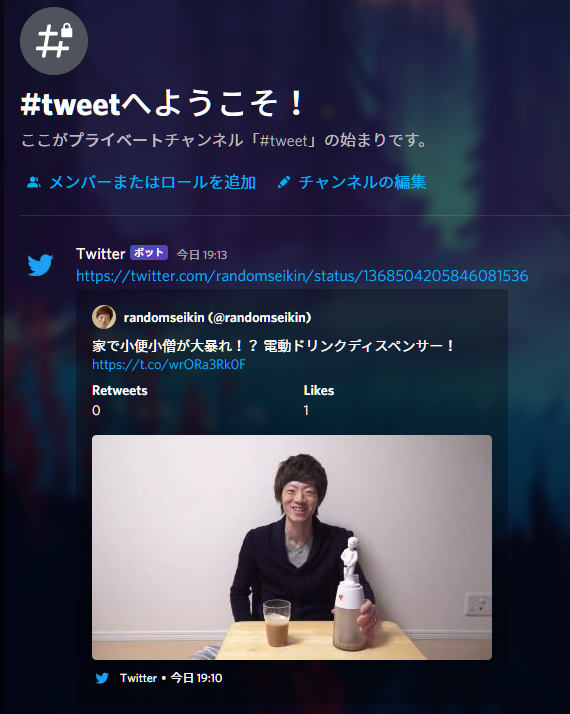 #tweetへようこそ！
ここがプライベートチャンネル「#tweet」の始まりです。
メンバーまたはロールを追加 チャンネルの編集
Twitter ボット 今日 19:13
https://twitter.com/randomseikin/status/1368504205846081536
randomseikin (@randomseikin)
家で小便小僧が大暴れ！？ 電動ドリンクディスペンサー！
https://t.co/wrORa3Rk0F
Retweets Likes
0 1
Twitter • 今日 19:10